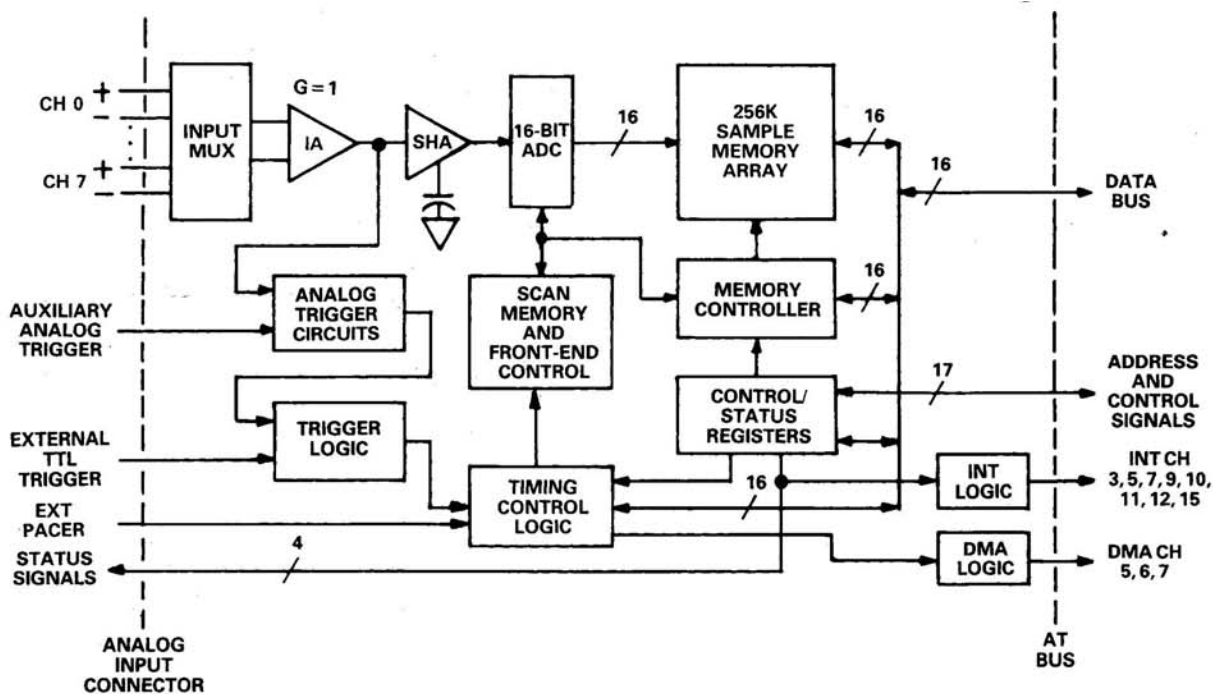 CH 0
+
−
CH 7
+
−
INPUT
MUX
G = 1
IA
SHA
16-BIT
ADC
16
256K
SAMPLE
MEMORY
ARRAY
16
16
DATA
BUS
AUXILIARY
ANALOG
TRIGGER
ANALOG
TRIGGER
CIRCUITS
SCAN
MEMORY
AND
FRONT-END
CONTROL
MEMORY
CONTROLLER
16
EXTERNAL
TTL
TRIGGER
TRIGGER
LOGIC
CONTROL/
STATUS
REGISTERS
17
ADDRESS
AND
CONTROL
SIGNALS
EXT
PACER
TIMING
CONTROL
LOGIC
16
INT
LOGIC
INT CH
3, 5, 7, 9, 10,
11, 12, 15
STATUS
SIGNALS
4
DMA
LOGIC
DMA CH
5, 6, 7
ANALOG
INPUT
CONNECTOR
AT
BUS